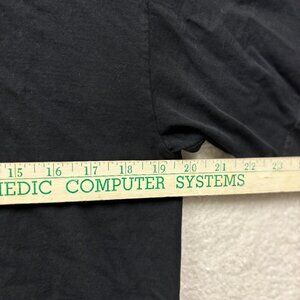 15 16 17 18 19 20 21 22 23
MEDIC COMPUTER SYSTEMS